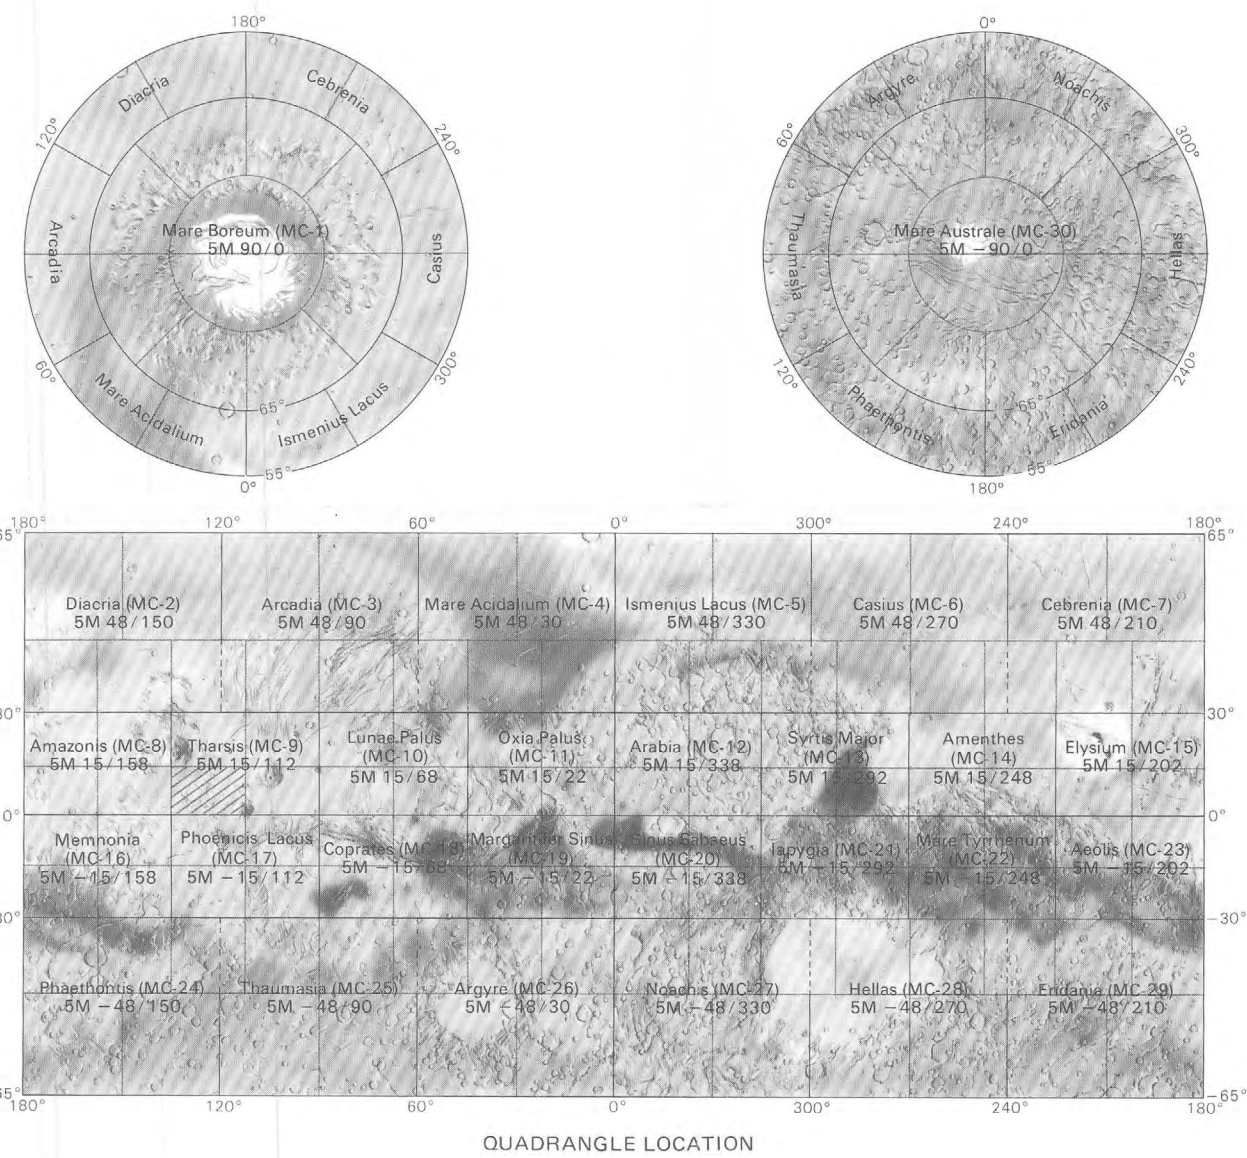 180°
Diacria
Cebrenia
120°
240°
Mare Boreum (MC-1)
5M 90/0
Arcadia
Casius
60°
300°
Mare Acidalium
Ismenius Lacus
65°
55°
0°
0°
Argyre
Noachis
60°
300°
Mare Australe (MC-30)
5M −90/0
Thaumasia
Hellas
120°
240°
Phaethontis
Eridania
65°
55°
180°
180° 120° 60° 0° 300° 240° 180°
65° 65°
Diacria (MC-2) Arcadia (MC-3) Mare Acidalium (MC-4) Ismenius Lacus (MC-5) Casius (MC-6) Cebrenia (MC-7)
5M 48/150 5M 48/90 5M 48/30 5M 48/330 5M 48/270 5M 48/210
30° 30°
Amazonis (MC-8)
5M 15/158
Tharsis (MC-9)
5M 15/112
Lunae Palus
(MC-10)
5M 15/68
Oxia Palus
(MC-11)
5M 15/22
Arabia (MC-12)
5M 15/338
Syrtis Major
(MC-13)
5M 15/292
Amenthes
(MC-14)
5M 15/248
Elysium (MC-15)
5M 15/202
0° 0°
Memnonia
(MC-16)
5M −15/158
Phoenicis Lacus
(MC-17)
5M −15/112
Coprates (MC-18)
5M −15/68
Margaritifer Sinus
(MC-19)
5M −15/22
Sinus Sabaeus
(MC-20)
5M −15/338
Iapygia (MC-21)
5M −15/292
Mare Tyrrhenum
(MC-22)
5M −15/248
Aeolis (MC-23)
5M −15/202
30° −30°
Phaethontis (MC-24) Thaumasia (MC-25) Argyre (MC-26) Noachis (MC-27) Hellas (MC-28) Eridania (MC-29)
5M −48/150 5M −48/90 5M −48/30 5M −48/330 5M −48/270 5M −48/210
65° −65°
180° 120° 60° 0° 300° 240° 180°
QUADRANGLE LOCATION